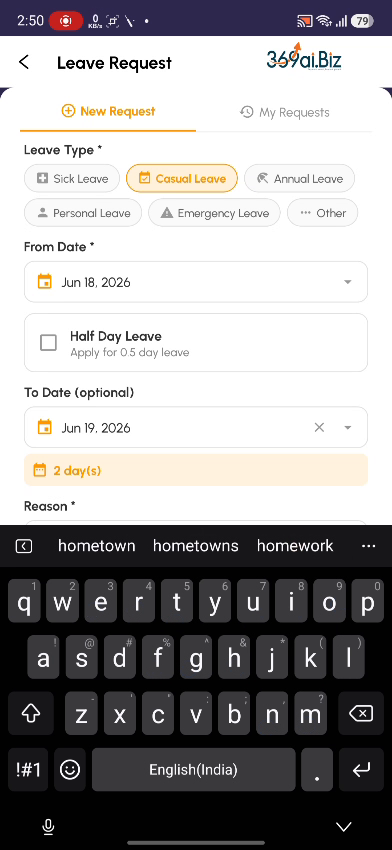 2:50
0
KB/s
79
Leave Request
369ai.Biz
New Request
My Requests
Leave Type *
Sick Leave
Casual Leave
Annual Leave
Personal Leave
Emergency Leave
Other
From Date *
Jun 18, 2026
Half Day Leave
Apply for 0.5 day leave
To Date (optional)
Jun 19, 2026
2 day(s)
Reason *
hometown hometowns homework
1 2 3 4 5 6 7 8 9 0
q w e r t y u i o p
! @ # % ^ & * ( )
a s d f g h j k l
- ' " : ; , ?
z x c v b n m
!#1
English(India)
.